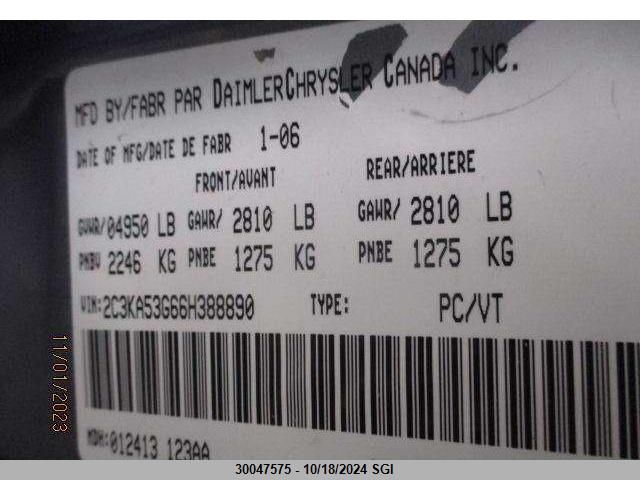 MFD BY/FABR PAR DAIMLERCHRYSLER CANADA INC.
DATE OF MFG/DATE DE FABR 1-06
FRONT/AVANT REAR/ARRIERE
GVWR/04950 LB GAWR/ 2810 LB GAWR/ 2810 LB
PNBV 2246 KG PNBE 1275 KG PNBE 1275 KG
VIN:2C3KA53G66H388890 TYPE: PC/VT
MDH:012413 123AA
11/01/2023
30047575 - 10/18/2024 SGI